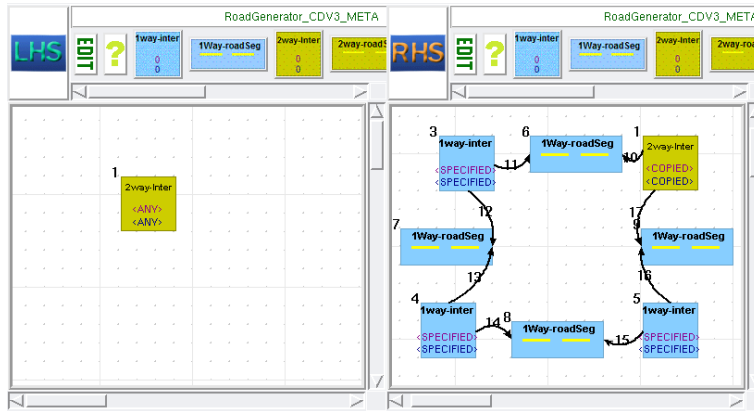 RoadGenerator_CDV3_META
LHS
EDIT
?
1way-inter
0
0
1Way-roadSeg
2way-Inter
0
0
2way-roadS
1
2way-Inter
<ANY>
<ANY>
RoadGenerator_CDV3_META
RHS
EDIT
?
1way-inter
0
0
1Way-roadSeg
2way-Inter
0
0
2way-roa
3
1way-inter
<SPECIFIED>
<SPECIFIED>
11
6
1Way-roadSeg
10
1
2way-Inter
<COPIED>
<COPIED>
12
17
7
1Way-roadSeg
9
1Way-roadSeg
13
16
4
1way-inter
<SPECIFIED>
<SPECIFIED>
14
8
1Way-roadSeg
15
5
1way-inter
<SPECIFIED>
<SPECIFIED>